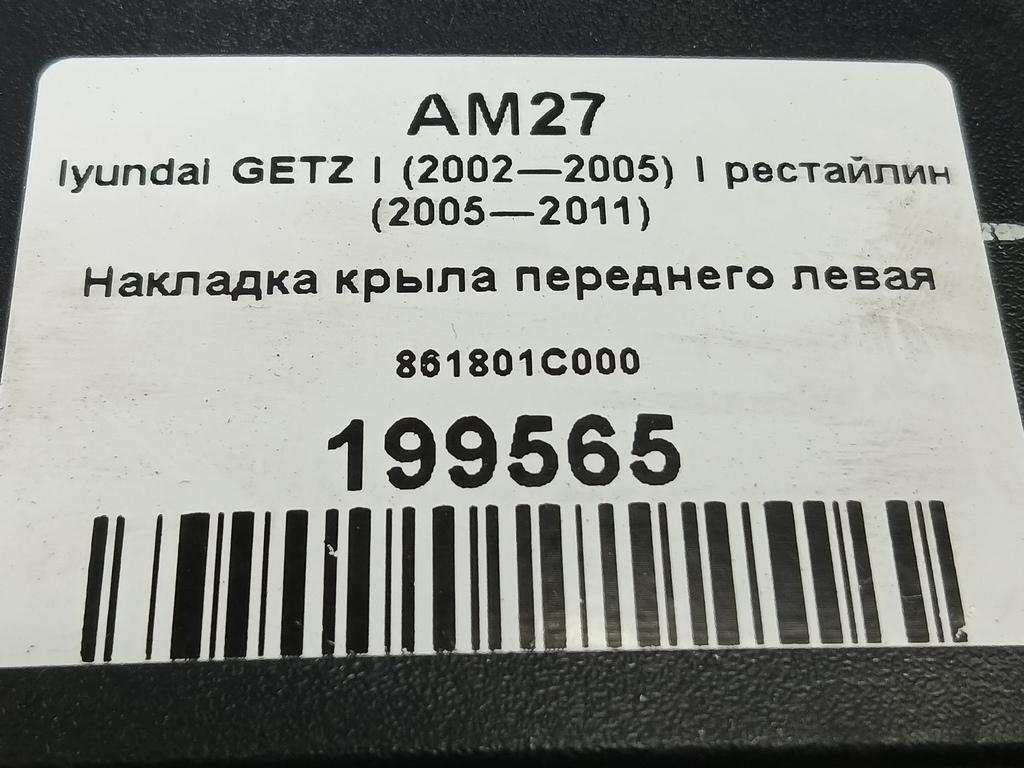 AM27
lyundai GETZ I (2002—2005) I рестайлин
(2005—2011)
Накладка крыла переднего левая
861801C000
199565